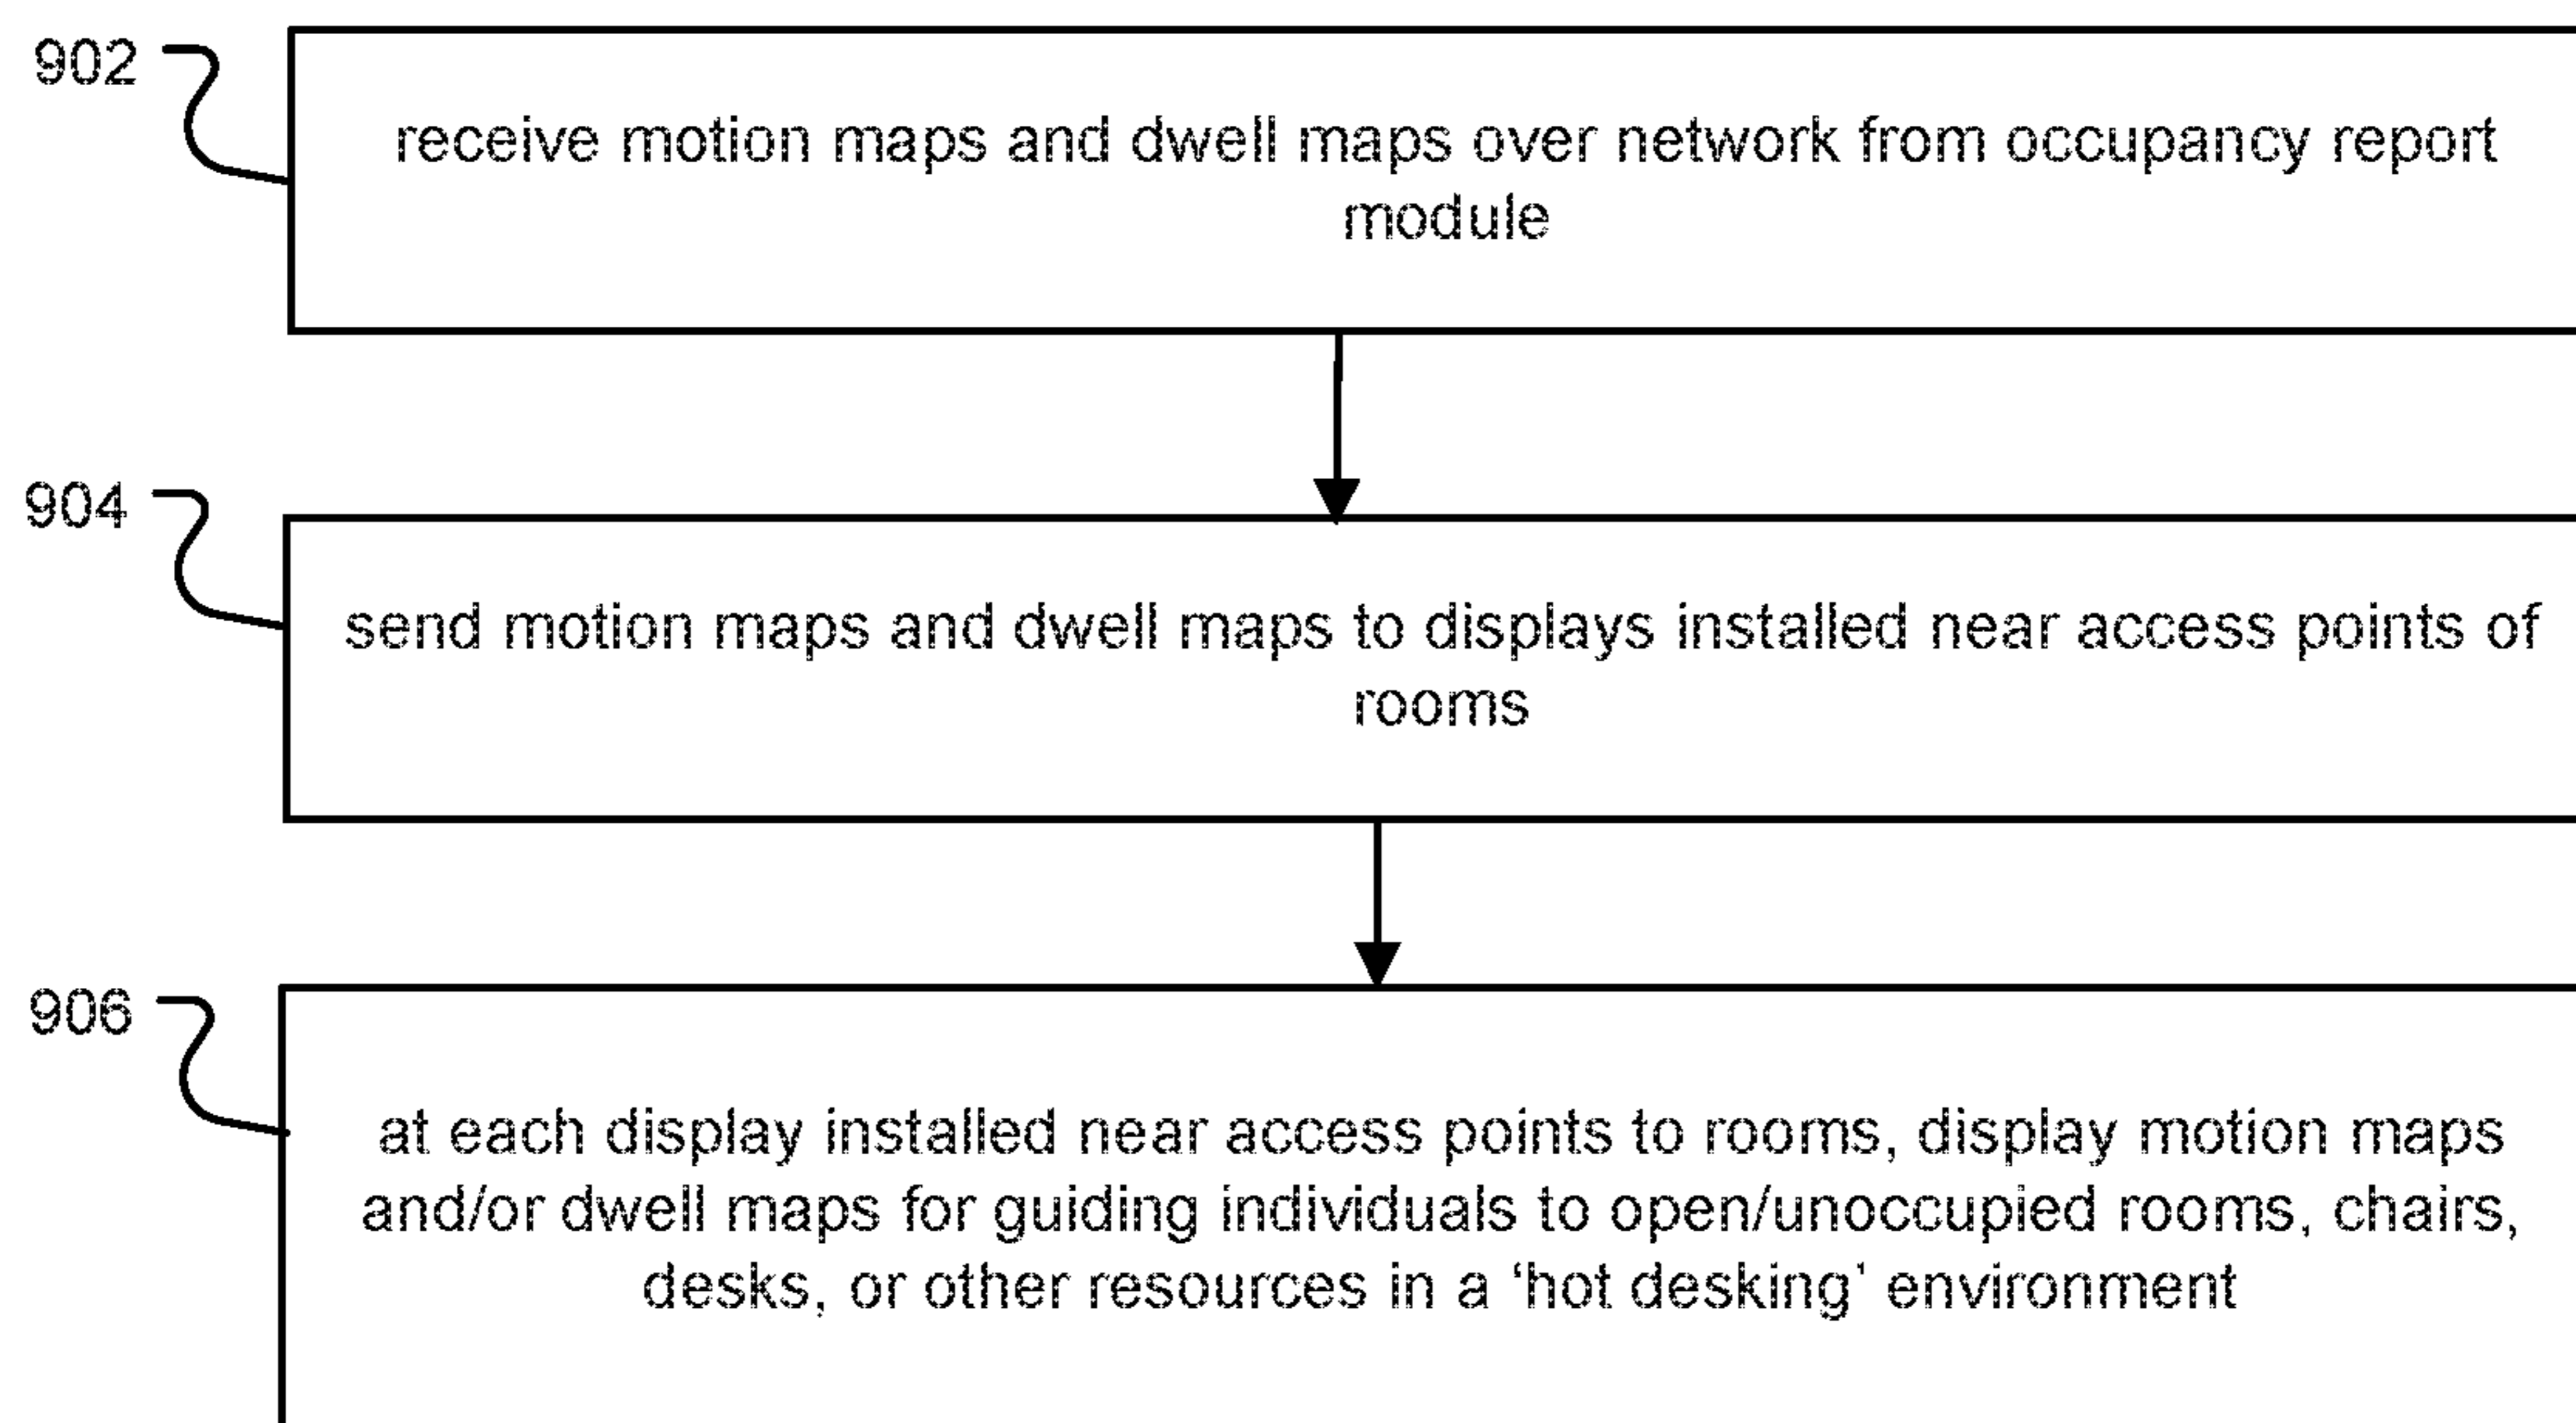 902
receive motion maps and dwell maps over network from occupancy report
module
904
send motion maps and dwell maps to displays installed near access points of
rooms
906
at each display installed near access points to rooms, display motion maps
and/or dwell maps for guiding individuals to open/unoccupied rooms, chairs,
desks, or other resources in a ‘hot desking’ environment